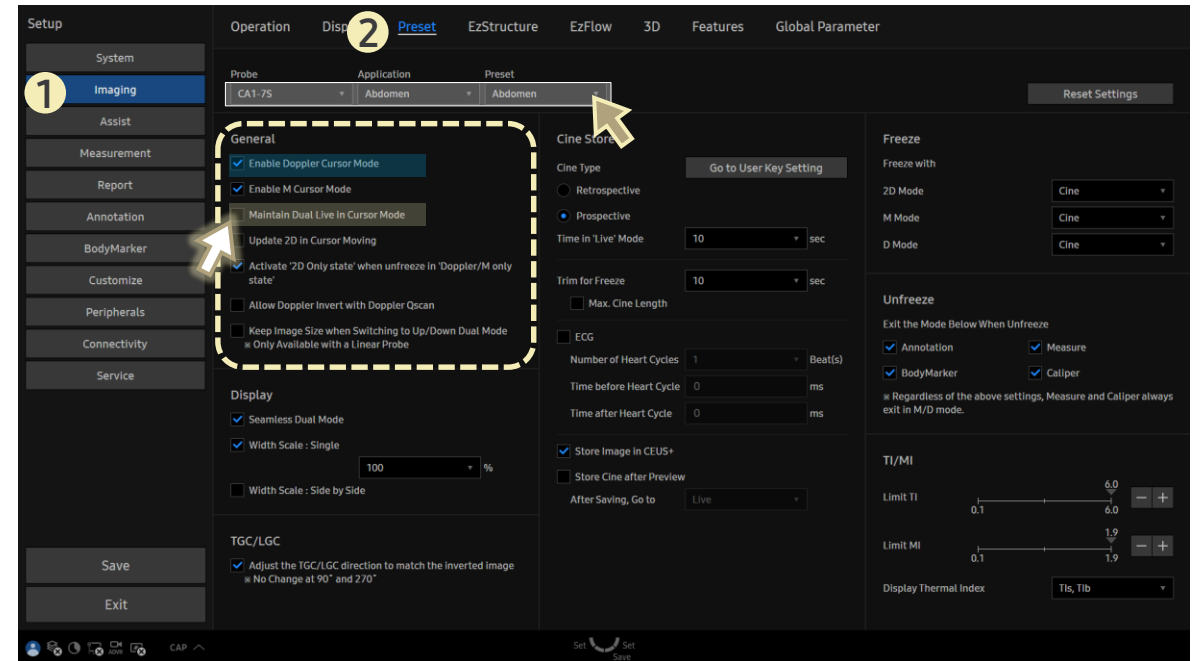 Setup
System
Imaging
Assist
Measurement
Report
Annotation
BodyMarker
Customize
Peripherals
Connectivity
Service
Save
Exit
1
2
Operation Preset EzStructure EzFlow 3D Features Global Parameter
Probe Application Preset
CA1-7S Abdomen Abdomen
Reset Settings
General
Enable Doppler Cursor Mode
Enable M Cursor Mode
Maintain Dual Live in Cursor Mode
Update 2D in Cursor Moving
Activate '2D Only state' when unfreeze in 'Doppler/M only
state'
Allow Doppler Invert with Doppler Qscan
Keep Image Size when Switching to Up/Down Dual Mode
※ Only Available with a Linear Probe
Display
Seamless Dual Mode
Width Scale : Single
100 %
Width Scale : Side by Side
TGC/LGC
Adjust the TGC/LGC direction to match the inverted image
※ No Change at 90˚ and 270˚
Cine Store
Cine Type Go to User Key Setting
Retrospective
Prospective
Time in 'Live' Mode 10 sec
Trim for Freeze 10 sec
Max. Cine Length
ECG
Number of Heart Cycles 1 Beat(s)
Time before Heart Cycle 0 ms
Time after Heart Cycle 0 ms
Store Image in CEUS+
Store Cine after Preview
After Saving, Go to Live
Freeze
Freeze with
2D Mode Cine
M Mode Cine
D Mode Cine
Unfreeze
Exit the Mode Below When Unfreeze
Annotation Measure
BodyMarker Caliper
※ Regardless of the above settings, Measure and Caliper always
exit in M/D mode.
TI/MI
6.0
Limit TI
0.1 6.0
1.9
Limit MI
0.1 1.9
Display Thermal Index TIs, TIb
CAP
Set Set
Save